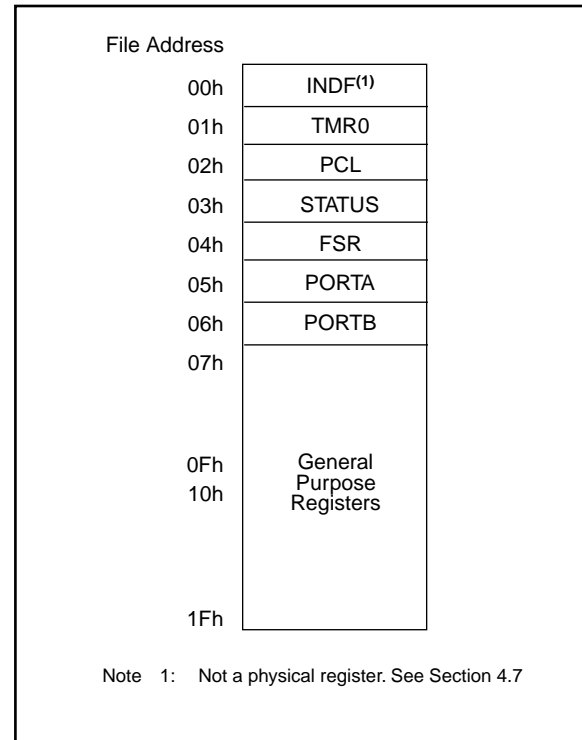 File Address
00h INDF(1)
01h TMR0
02h PCL
03h STATUS
04h FSR
05h PORTA
06h PORTB
07h
0Fh General
Purpose
10h Registers
1Fh
Note 1: Not a physical register. See Section 4.7